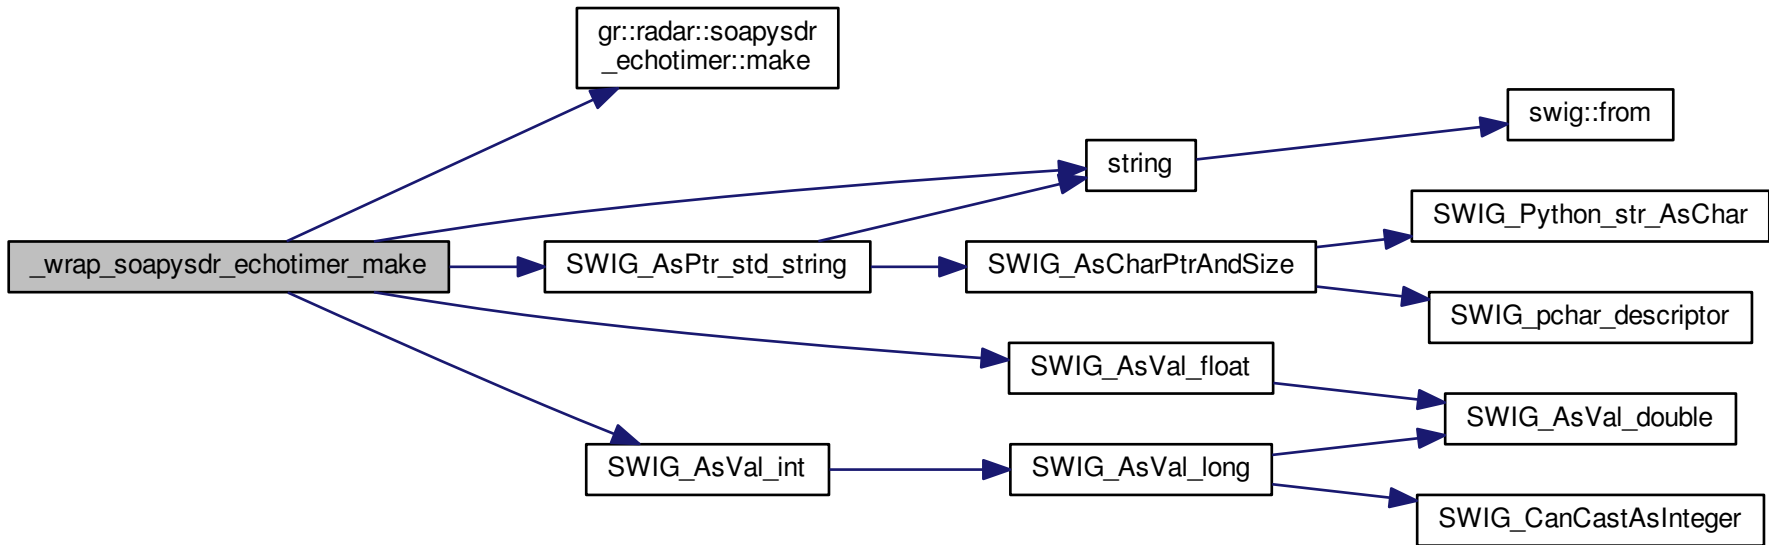 gr::radar::soapysdr
_echotimer::make
swig::from
string
SWIG_Python_str_AsChar
_wrap_soapysdr_echotimer_make
SWIG_AsPtr_std_string
SWIG_AsCharPtrAndSize
SWIG_pchar_descriptor
SWIG_AsVal_float
SWIG_AsVal_double
SWIG_AsVal_int
SWIG_AsVal_long
SWIG_CanCastAsInteger